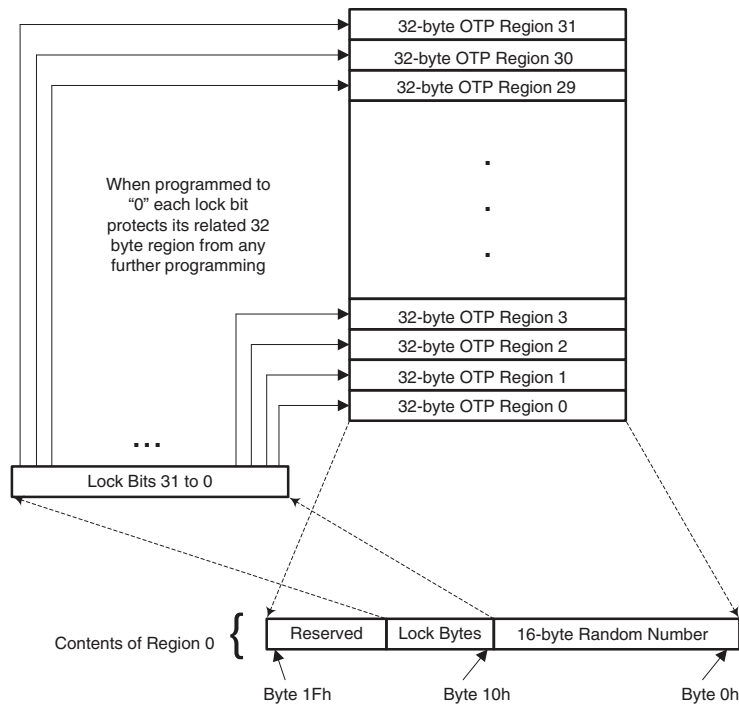 32-byte OTP Region 31
32-byte OTP Region 30
32-byte OTP Region 29
.
.
.
When programmed to
“0” each lock bit
protects its related 32
byte region from any
further programming
32-byte OTP Region 3
32-byte OTP Region 2
32-byte OTP Region 1
32-byte OTP Region 0
...
Lock Bits 31 to 0
Contents of Region 0 {
Reserved
Lock Bytes
16-byte Random Number
Byte 1Fh
Byte 10h
Byte 0h